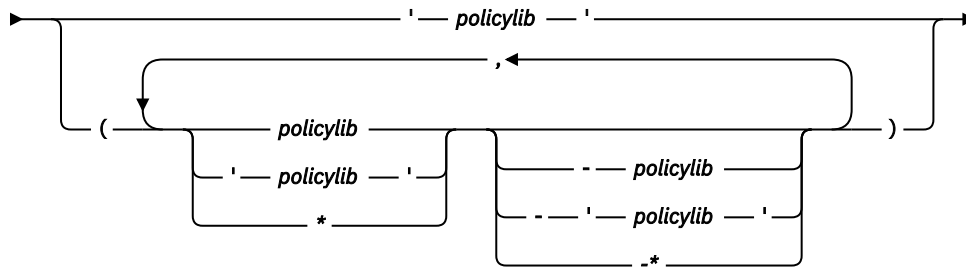 ' policylib '
,
( policylib - policylib )
' policylib ' - ' policylib '
* -*